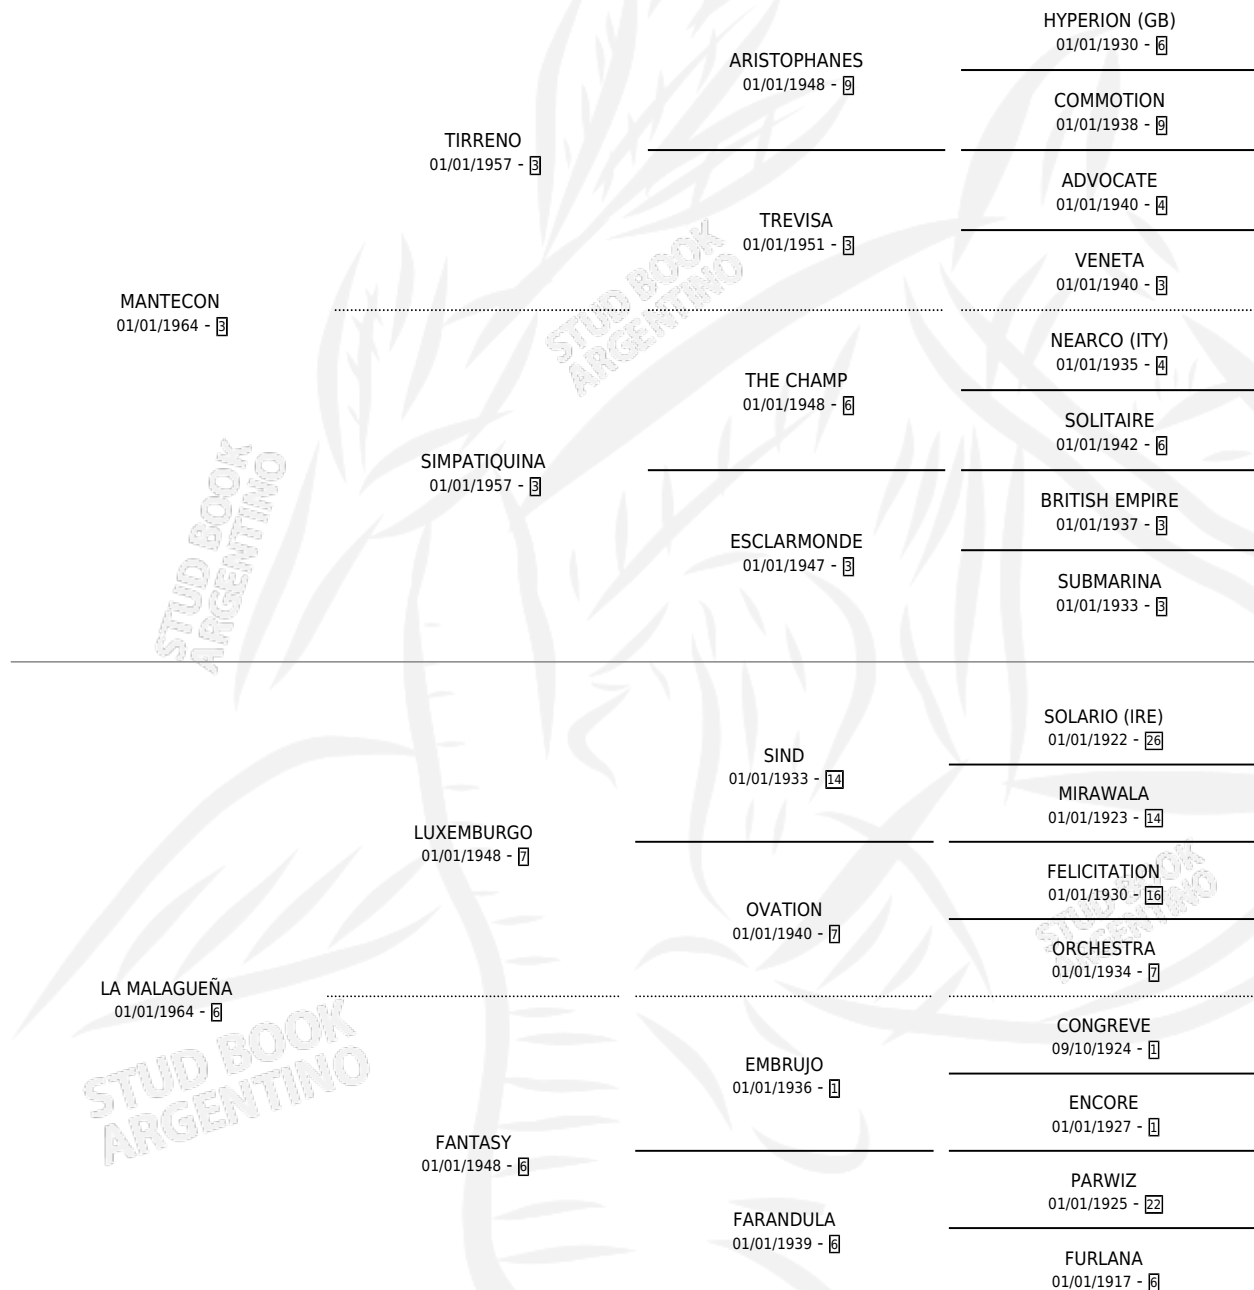 HYPERION (GB)
01/01/1930 - 6
ARISTOPHANES
01/01/1948 - 9
COMMOTION
01/01/1938 - 9
TIRRENO
01/01/1957 - 3
ADVOCATE
01/01/1940 - 4
TREVISA
01/01/1951 - 3
VENETA
01/01/1940 - 3
MANTECON
01/01/1964 - 3
NEARCO (ITY)
01/01/1935 - 4
THE CHAMP
01/01/1948 - 6
SOLITAIRE
01/01/1942 - 6
SIMPATIQUINA
01/01/1957 - 3
BRITISH EMPIRE
01/01/1937 - 3
ESCLARMONDE
01/01/1947 - 3
SUBMARINA
01/01/1933 - 3
STUD BOOK
ARGENTINO
STUD BOOK
ARGENTINO
SOLARIO (IRE)
01/01/1922 - 26
SIND
01/01/1933 - 14
MIRAWALA
01/01/1923 - 14
LUXEMBURGO
01/01/1948 - 7
FELICITATION
01/01/1930 - 16
OVATION
01/01/1940 - 7
ORCHESTRA
01/01/1934 - 7
LA MALAGUEÑA
01/01/1964 - 6
CONGREVE
09/10/1924 - 1
EMBRUJO
01/01/1936 - 1
ENCORE
01/01/1927 - 1
FANTASY
01/01/1948 - 6
PARWIZ
01/01/1925 - 22
FARANDULA
01/01/1939 - 6
FURLANA
01/01/1917 - 6
STUD BOOK
ARGENTINO
STUD BOOK
ARGENTINO